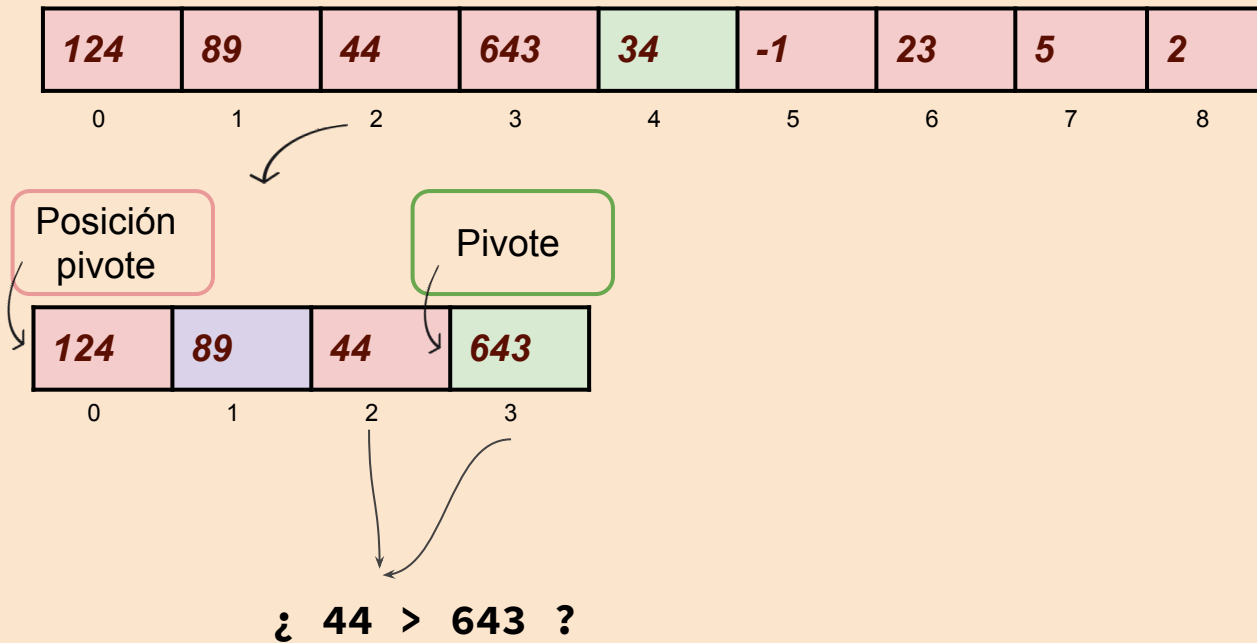 124 89 44 643 34 -1 23 5 2
0 1 2 3 4 5 6 7 8
Posición
pivote
Pivote
124 89 44 643
0 1 2 3
¿ 44 > 643 ?